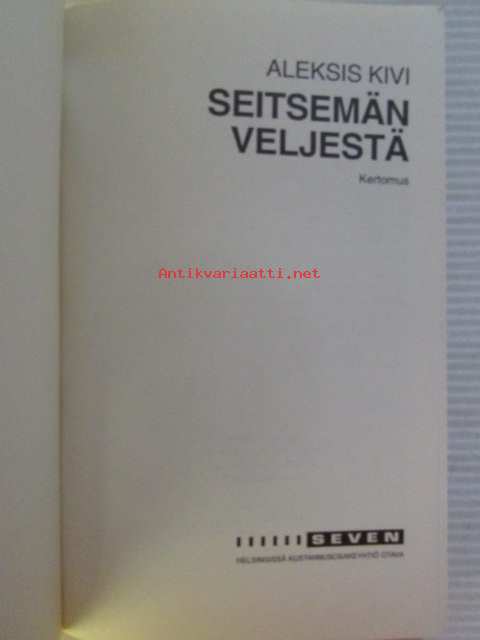 ALEKSIS KIVI
SEITSEMÄN
VELJESTÄ
Kertomus
Antikvariaatti.net
SEVEN
HELSINGISSÄ KUSTANNUSOSAKEYHTIÖ OTAVA